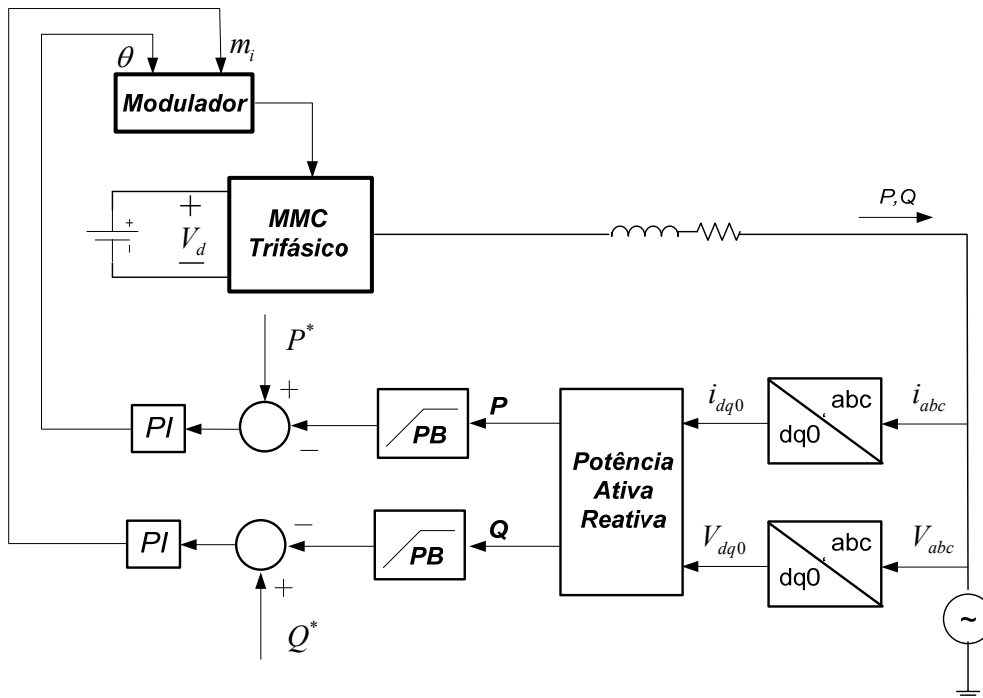 θ
m_i
Modulador
+
V_d
+
-
MMC
Trifásico
P,Q
P*
+
PI
−
PB
P
Potência
Ativa
Reativa
i_dq0
abc
dq0
i_abc
PI
−
+
PB
Q
V_dq0
abc
dq0
V_abc
Q*
~